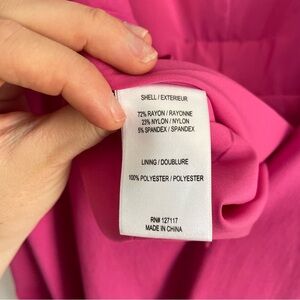 SHELL / EXTERIEUR
72% RAYON / RAYONNE
23% NYLON / NYLON
5% SPANDEX / SPANDEX
LINING / DOUBLURE
100% POLYESTER / POLYESTER
RN# 127117
MADE IN CHINA